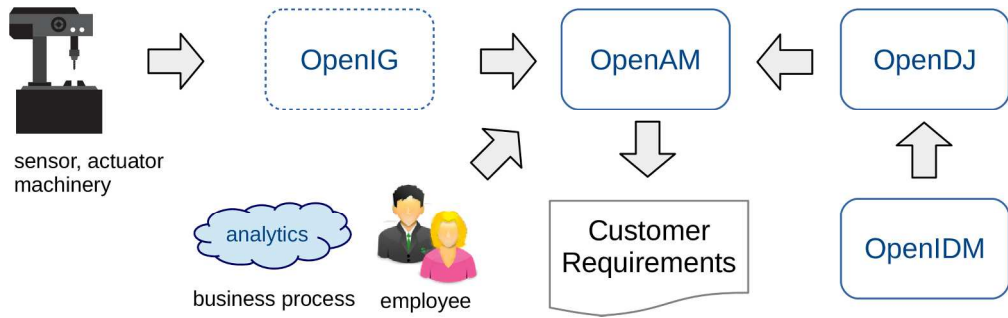 OpenIG
OpenAM
OpenDJ
sensor, actuator
machinery
analytics
Customer
Requirements
OpenIDM
business process
employee